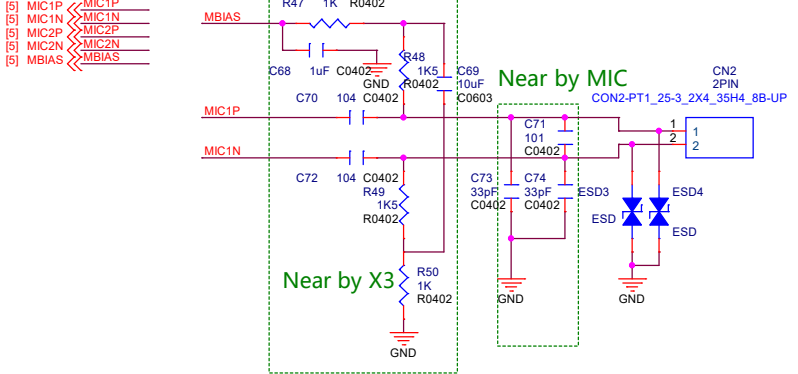 [5] MIC1P MIC1P
[5] MIC1N MIC1N
[5] MIC2P MIC2P
[5] MIC2N MIC2N
[5] MBIAS MBIAS
R47 1K R0402
MBIAS
C68 1uF C0402
GND
R48
1K5
R0402
C69
10uF
C0603
C70 104 C0402
MIC1P
MIC1N
C72 104 C0402
R49
1K5
R0402
Near by X3
R50
1K
R0402
GND
Near by MIC
C71
101
C0402
C73
33pF
C0402
C74
33pF
C0402
GND
CN2
2PIN
CON2-PT1_25-3_2X4_35H4_8B-UP
1 1
2 2
ESD3
ESD
ESD4
ESD
GND